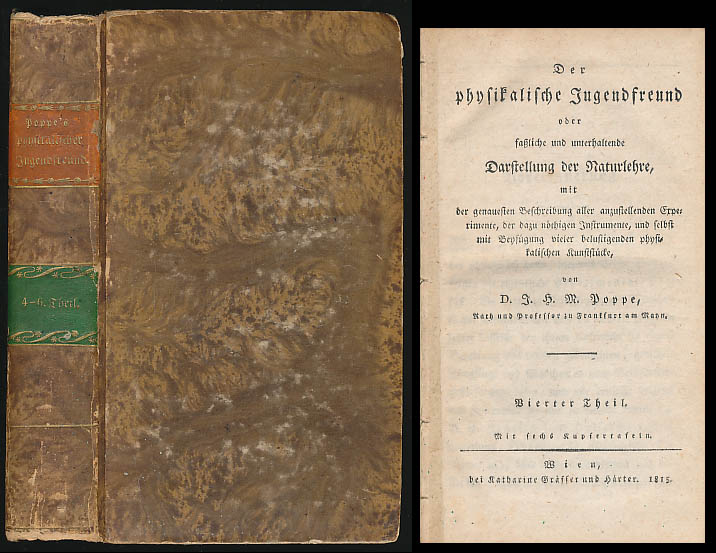 Poppe's
physikalischer
Jugendfreund.
4-6. Theil.
Der
physikalische Jugendfreund
oder
faßliche und unterhaltende
Darstellung der Naturlehre,
mit
der genauesten Beschreibung aller anzustellenden Expe-
rimente, der dazu nöthigen Instrumente, und selbst
mit Beyfügung vieler belustigenden physi-
kalischen Kunststücke,
von
D. J. H. M. Poppe,
Rath und Professor zu Frankfurt am Mayn.
Vierter Theil.
Mit sechs Kupfertafeln.
Wien,
bei Katharine Gräffer und Härter. 1815.